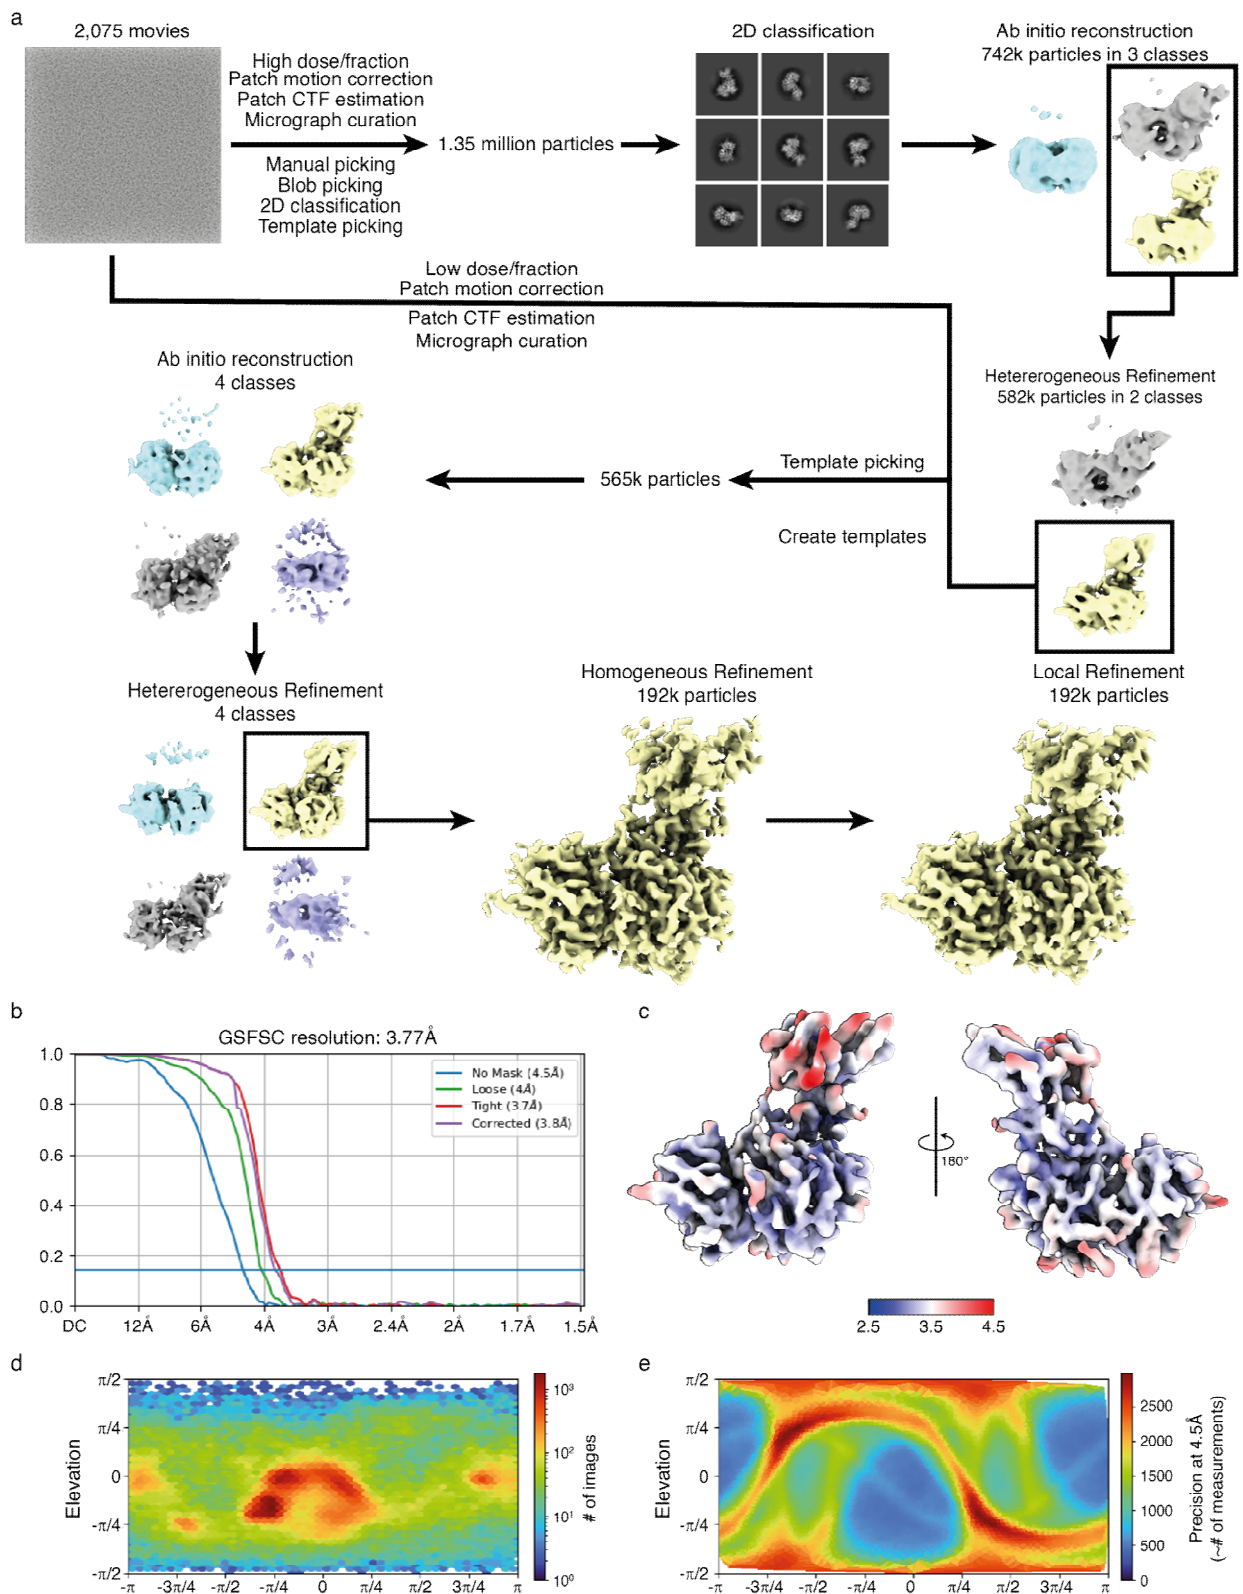 a
2,075 movies
High dose/fraction
Patch motion correction
Patch CTF estimation
Micrograph curation
Manual picking
Blob picking
2D classification
Template picking
1.35 million particles
2D classification
Ab initio reconstruction
742k particles in 3 classes
Low dose/fraction
Patch motion correction
Patch CTF estimation
Micrograph curation
Hetererogeneous Refinement
582k particles in 2 classes
Ab initio reconstruction
4 classes
565k particles
Template picking
Create templates
Hetererogeneous Refinement
4 classes
Homogeneous Refinement
192k particles
Local Refinement
192k particles
b
GSFSC resolution: 3.77Å
1.0
0.8
0.6
0.4
0.2
0.0
No Mask (4.5Å)
Loose (4Å)
Tight (3.7Å)
Corrected (3.8Å)
DC 12Å 6Å 4Å 3Å 2.4Å 2Å 1.7Å 1.5Å
c
180°
2.5 3.5 4.5
d
π/2
π/4
0
-π/4
-π/2
Elevation
-π -3π/4 -π/2 -π/4 0 π/4 π/2 3π/4 π
10³
10²
10¹
10⁰
# of images
e
π/2
π/4
0
-π/4
-π/2
Elevation
-π -3π/4 -π/2 -π/4 0 π/4 π/2 3π/4 π
2500
2000
1500
1000
500
0
Precision at 4.5Å
(~# of measurements)